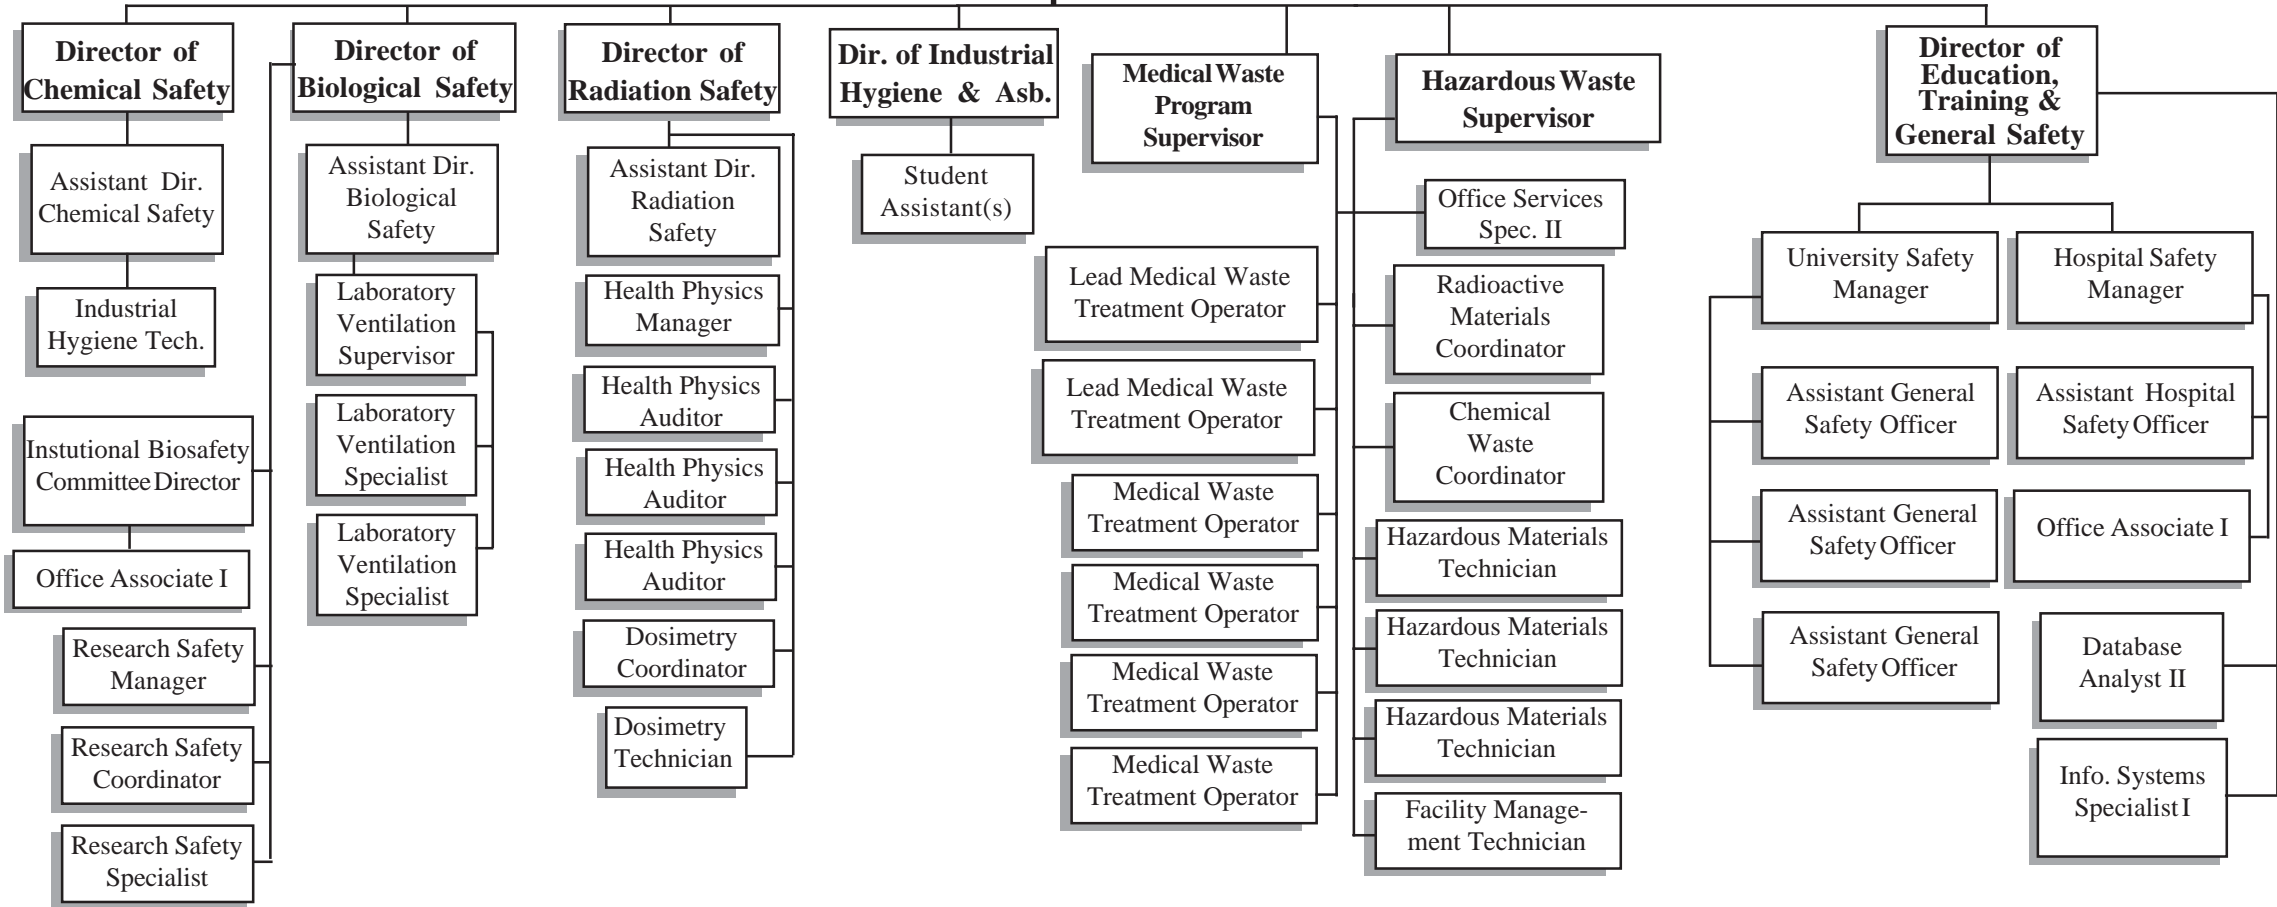 Director of
Chemical Safety
Assistant Dir.
Chemical Safety
Industrial
Hygiene Tech.
Director of
Biological Safety
Assistant Dir.
Biological
Safety
Laboratory
Ventilation
Supervisor
Laboratory
Ventilation
Specialist
Laboratory
Ventilation
Specialist
Instutional Biosafety
Committee Director
Office Associate I
Research Safety
Manager
Research Safety
Coordinator
Research Safety
Specialist
Director of
Radiation Safety
Assistant Dir.
Radiation
Safety
Health Physics
Manager
Health Physics
Auditor
Health Physics
Auditor
Health Physics
Auditor
Dosimetry
Coordinator
Dosimetry
Technician
Dir. of Industrial
Hygiene & Asb.
Student
Assistant(s)
Medical Waste
Program
Supervisor
Lead Medical Waste
Treatment Operator
Lead Medical Waste
Treatment Operator
Medical Waste
Treatment Operator
Medical Waste
Treatment Operator
Medical Waste
Treatment Operator
Medical Waste
Treatment Operator
Hazardous Waste
Supervisor
Office Services
Spec. II
Radioactive
Materials
Coordinator
Chemical
Waste
Coordinator
Hazardous Materials
Technician
Hazardous Materials
Technician
Hazardous Materials
Technician
Facility Manage-
ment Technician
Director of
Education,
Training &
General Safety
University Safety
Manager
Assistant General
Safety Officer
Assistant General
Safety Officer
Assistant General
Safety Officer
Hospital Safety
Manager
Assistant Hospital
Safety Officer
Office Associate I
Database
Analyst II
Info. Systems
Specialist I